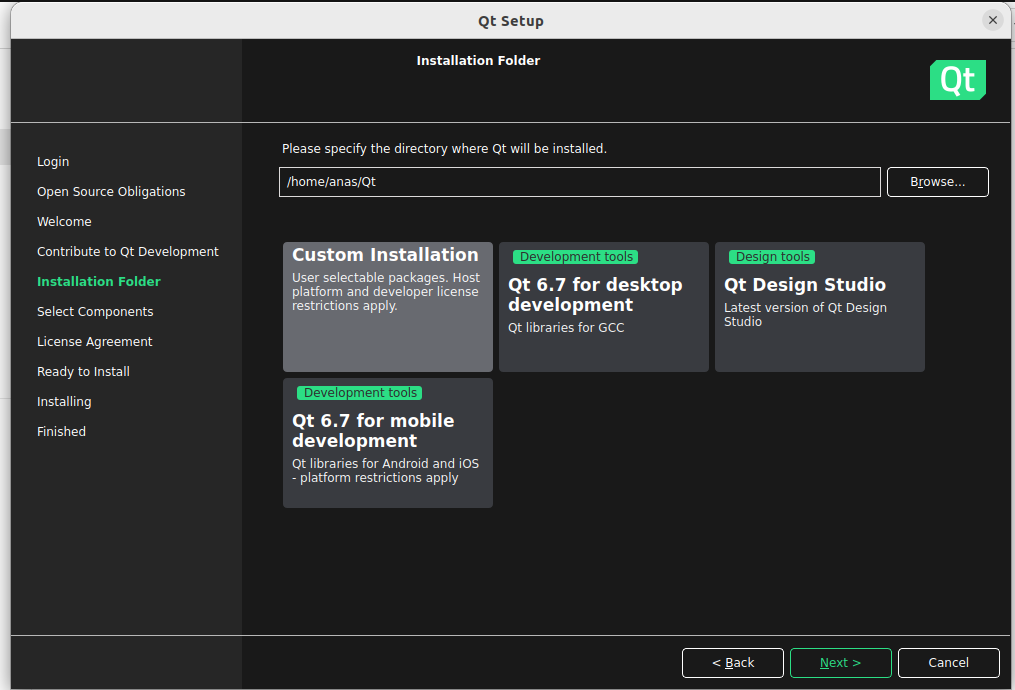 Qt Setup
Installation Folder
Qt
Login
Open Source Obligations
Welcome
Contribute to Qt Development
Installation Folder
Select Components
License Agreement
Ready to Install
Installing
Finished
Please specify the directory where Qt will be installed.
/home/anas/Qt
Browse...
Custom Installation
User selectable packages. Host
platform and developer license
restrictions apply.
Development tools
Qt 6.7 for desktop
development
Qt libraries for GCC
Design tools
Qt Design Studio
Latest version of Qt Design
Studio
Development tools
Qt 6.7 for mobile
development
Qt libraries for Android and iOS
- platform restrictions apply
< Back
Next >
Cancel